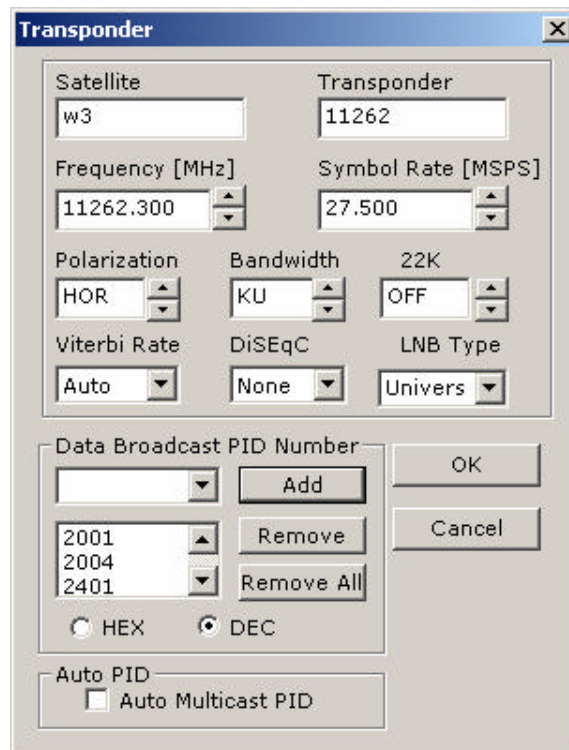 Transponder
Satellite Transponder
w3 11262
Frequency [MHz] Symbol Rate [MSPS]
11262.300 27.500
Polarization Bandwidth 22K
HOR KU OFF
Viterbi Rate DiSEqC LNB Type
Auto None Univers
Data Broadcast PID Number
Add
OK
2001
2004
2401
Remove
Remove All
Cancel
HEX DEC
Auto PID
Auto Multicast PID